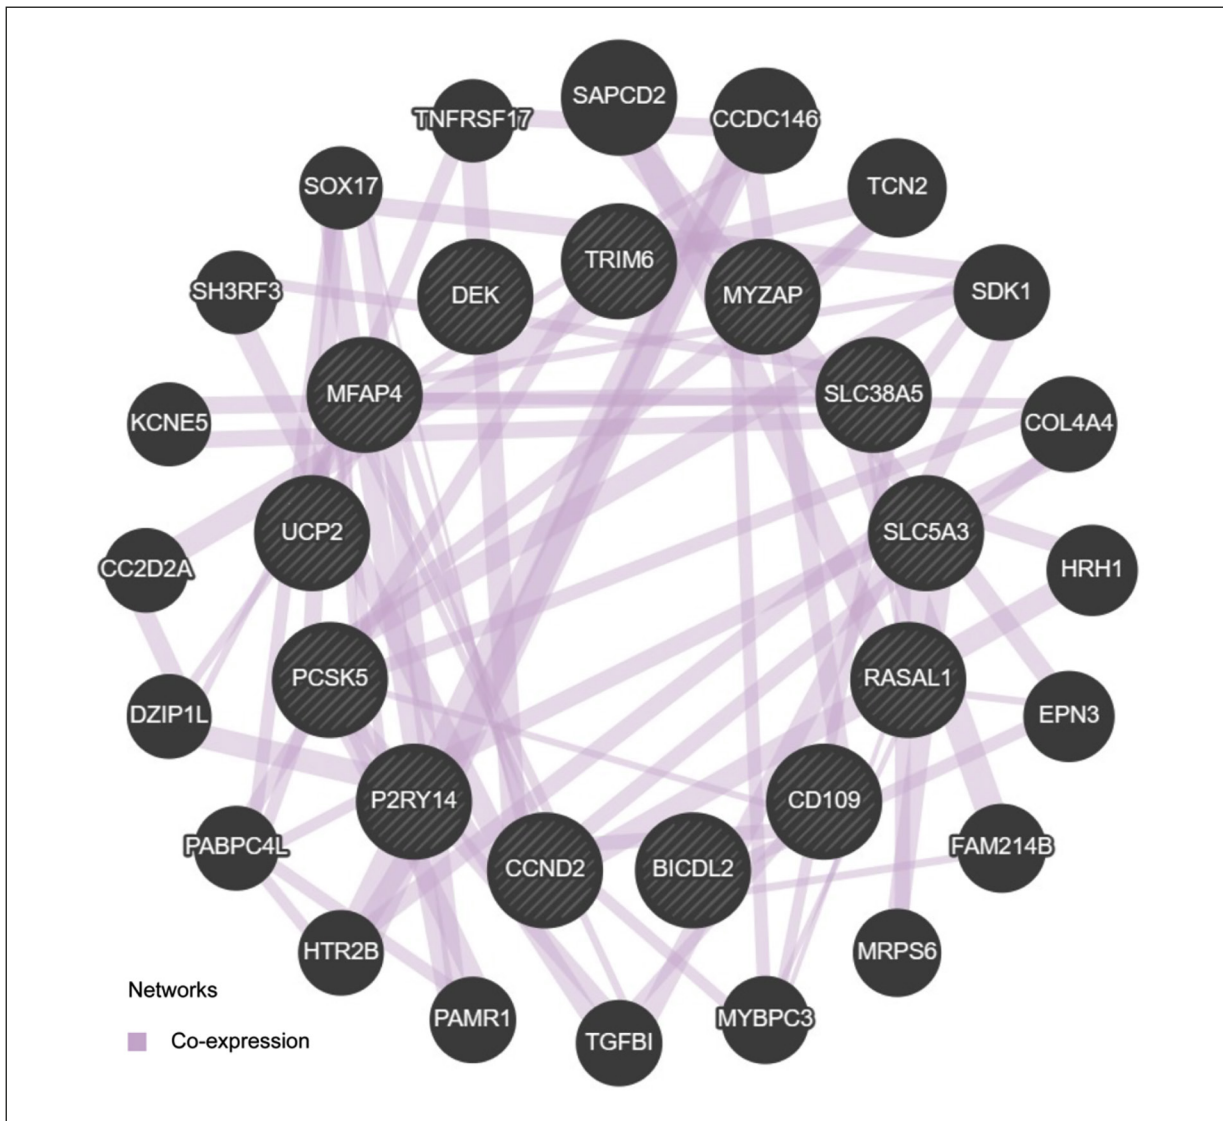 SAPCD2
TNFRSF17
CCDC146
SOX17
TCN2
TRIM6
SH3RF3
DEK
MYZAP
SDK1
MFAP4
SLC38A5
KCNE5
COL4A4
UCP2
SLC5A3
CC2D2A
HRH1
PCSK5
RASAL1
DZIP1L
EPN3
P2RY14
CD109
PABPC4L
CCND2
BICDL2
FAM214B
HTR2B
MRPS6
Networks
PAMR1
TGFBI
MYBPC3
Co-expression